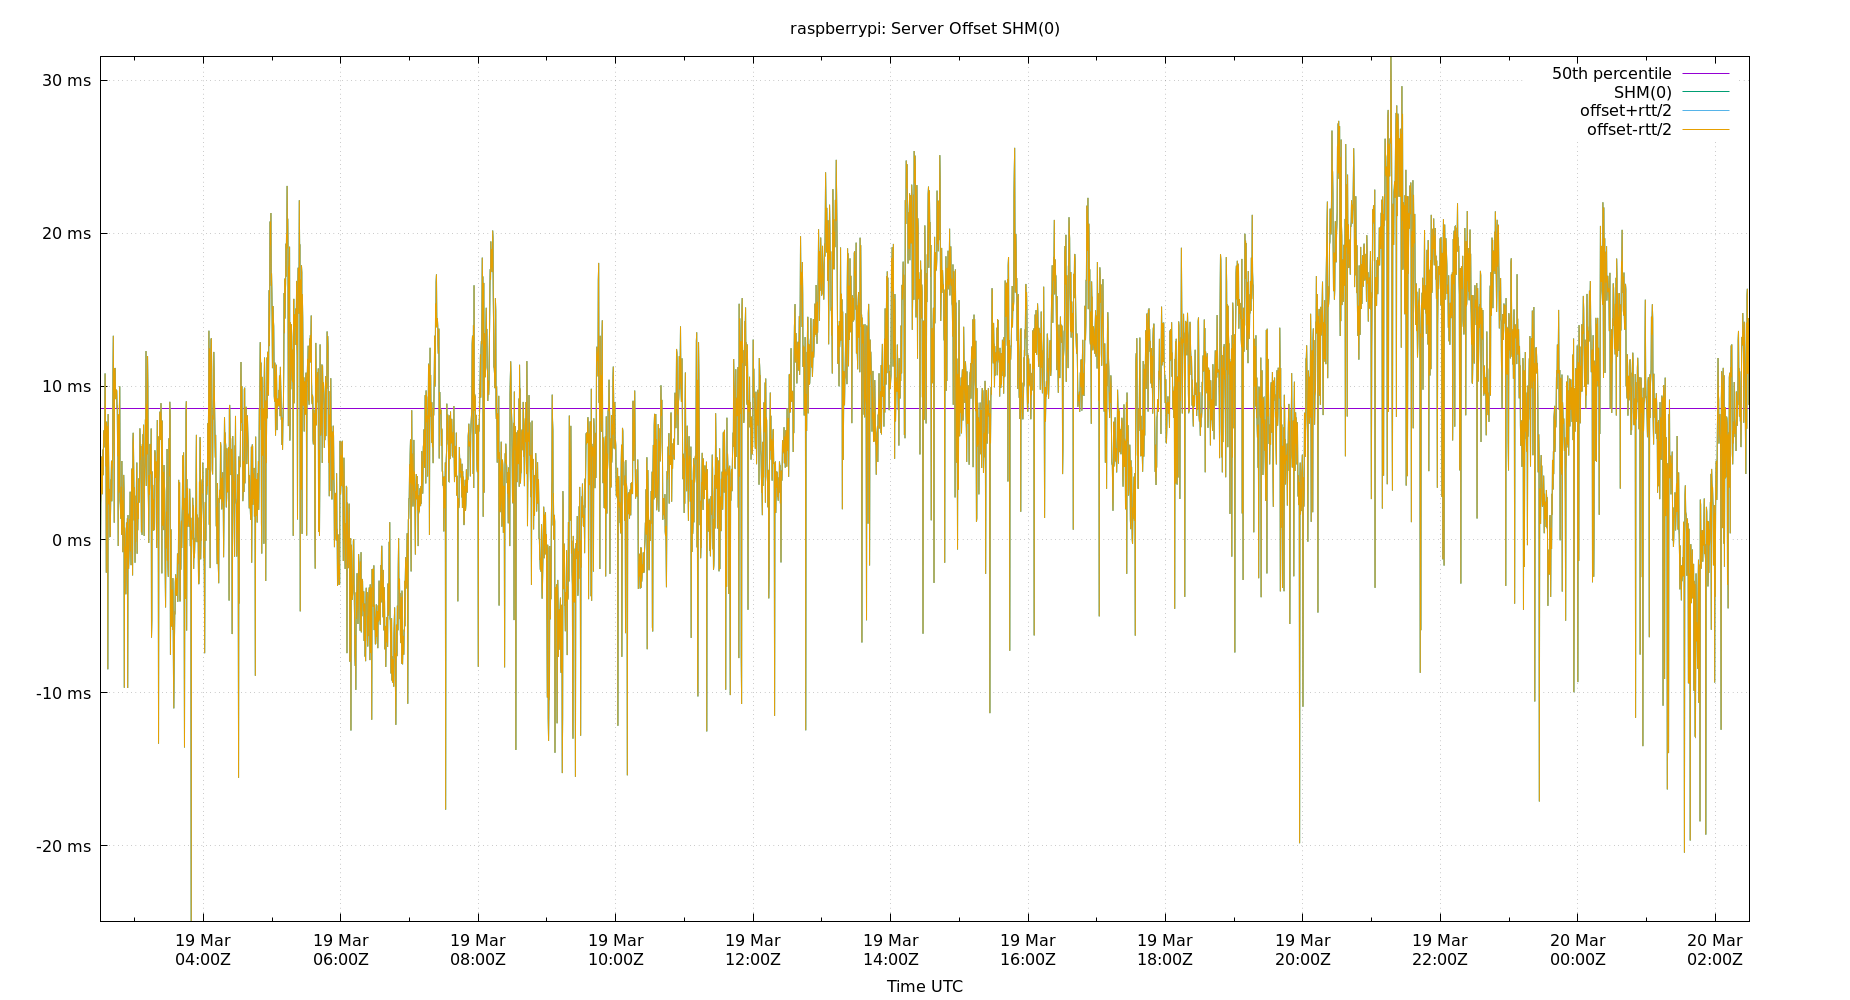 raspberrypi: Server Offset SHM(0)
30 ms
20 ms
10 ms
0 ms
-10 ms
-20 ms
50th percentile
SHM(0)
offset+rtt/2
offset-rtt/2
19 Mar 19 Mar 19 Mar 19 Mar 19 Mar 19 Mar 19 Mar 19 Mar 19 Mar 19 Mar 20 Mar 20 Mar
04:00Z 06:00Z 08:00Z 10:00Z 12:00Z 14:00Z 16:00Z 18:00Z 20:00Z 22:00Z 00:00Z 02:00Z
Time UTC